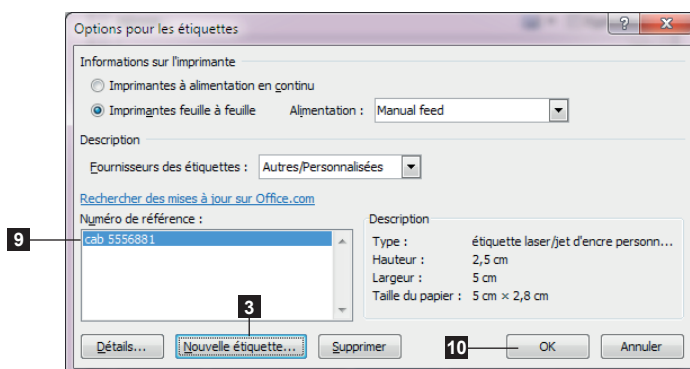 Options pour les étiquettes
Informations sur l'imprimante
Imprimantes à alimentation en continu
Imprimantes feuille à feuille Alimentation : Manual feed
Description
Fournisseurs des étiquettes : Autres/Personnalisées
Rechercher des mises à jour sur Office.com
Numéro de référence :
9 cab 5556881
Description
Type : étiquette laser/jet d'encre personn...
Hauteur : 2,5 cm
Largeur : 5 cm
Taille du papier : 5 cm × 2,8 cm
3
Détails... Nouvelle étiquette... Supprimer 10 OK Annuler